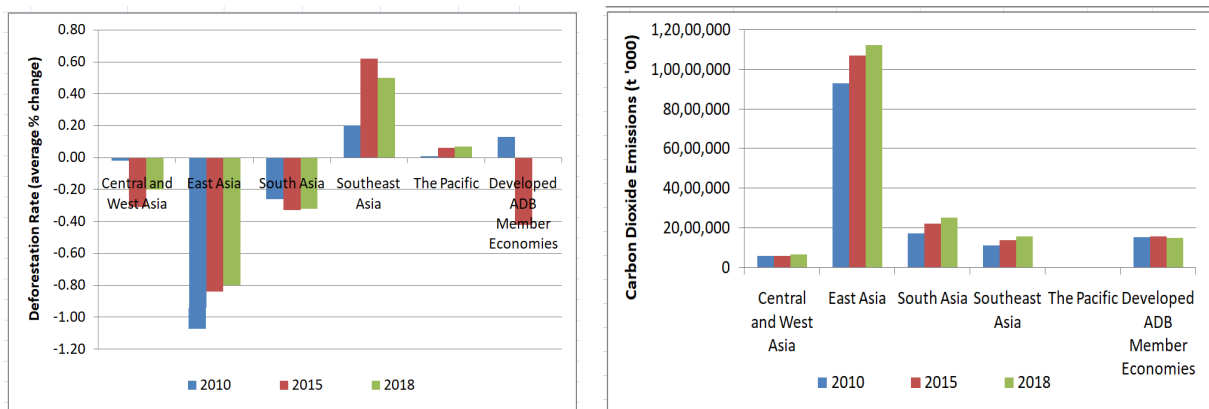 Deforestation Rate (average % change)
0.80
0.60
0.40
0.20
0.00
-0.20
-0.40
-0.60
-0.80
-1.00
-1.20
Central and
West Asia
East Asia
South Asia
Southeast
Asia
The Pacific
Developed
ADB
Member
Economies
2010
2015
2018
Carbon Dioxide Emissions (t '000)
1,20,00,000
1,00,00,000
80,00,000
60,00,000
40,00,000
20,00,000
0
Central
and West
Asia
East Asia
South Asia
Southeast
Asia
The Pacific
Developed
ADB
Member
Economies
2010
2015
2018